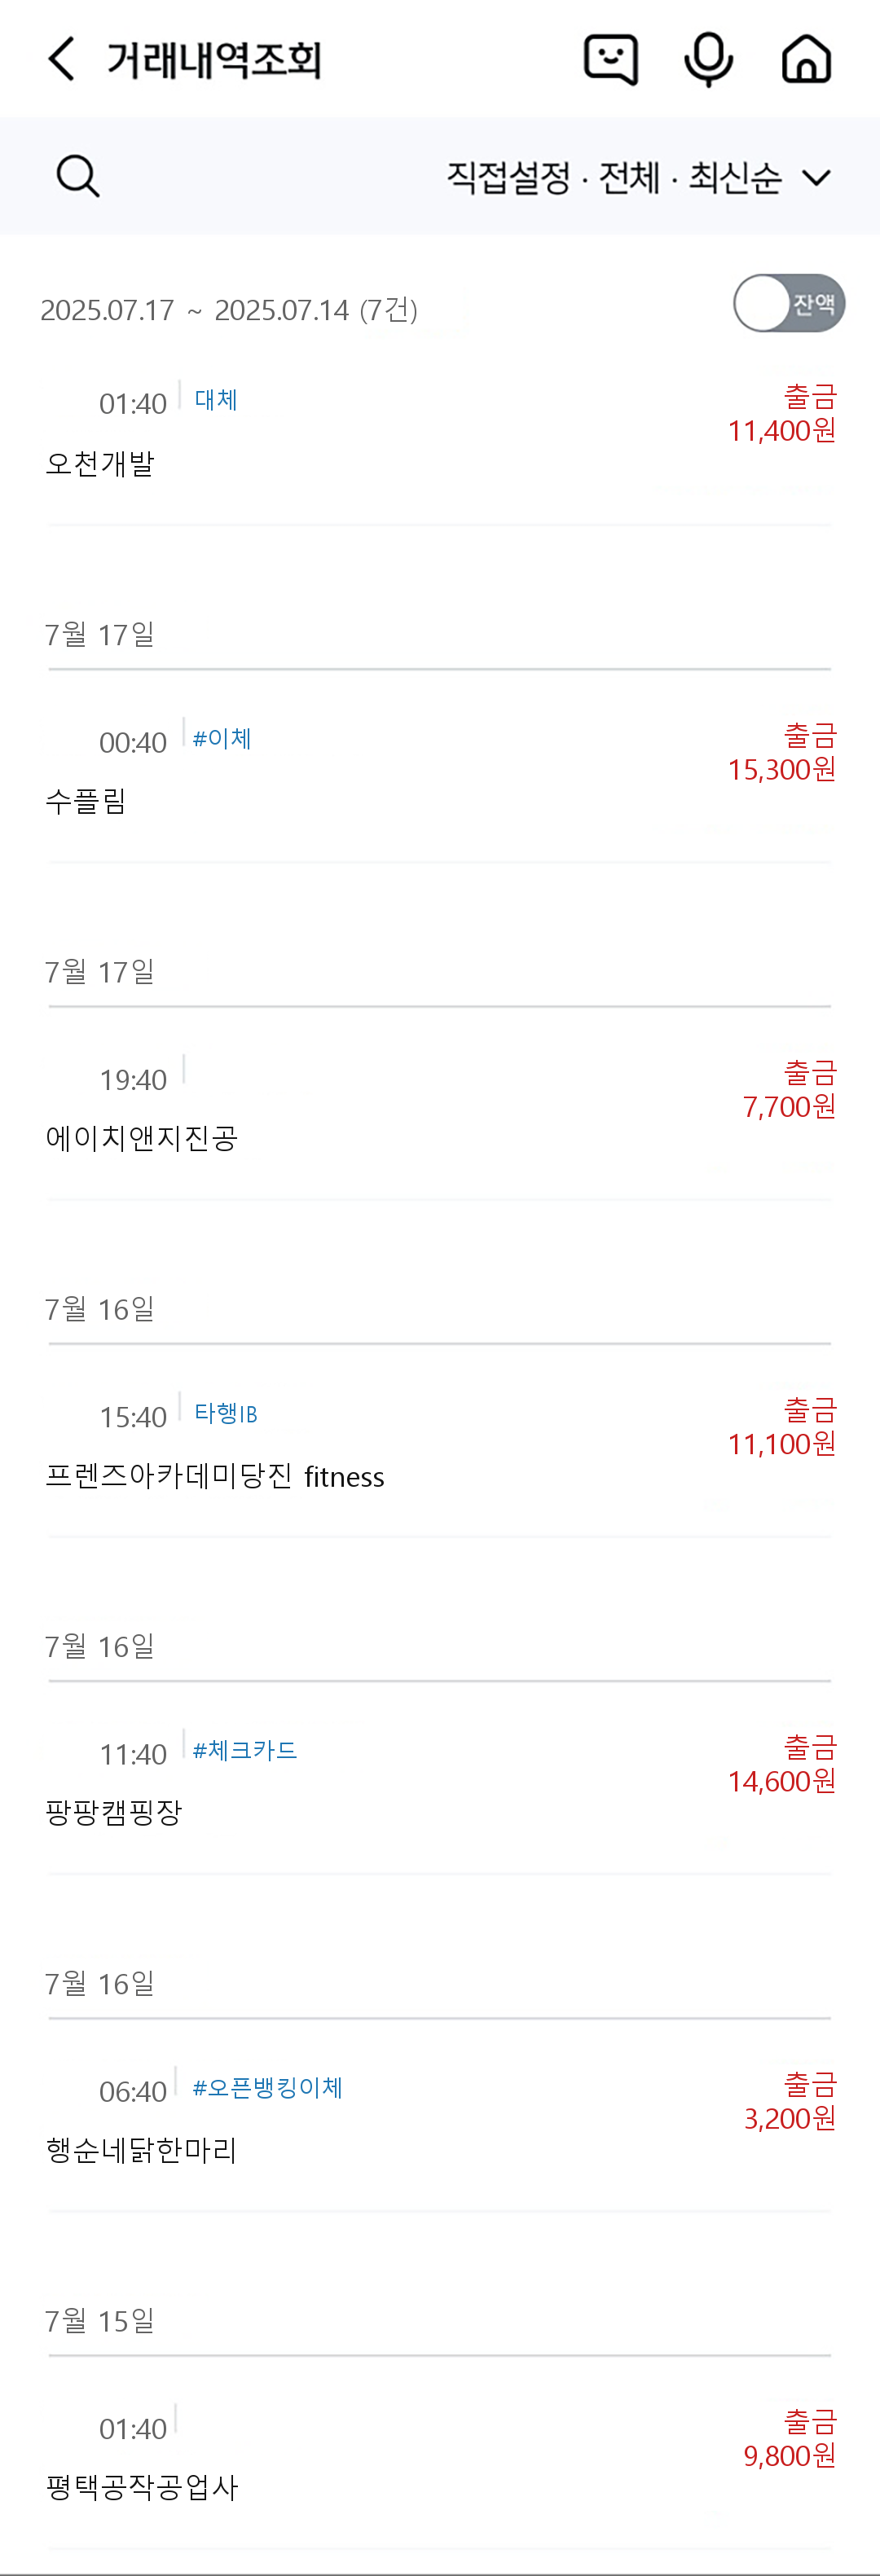 거래내역조회
직접설정 · 전체 · 최신순
2025.07.17 ~ 2025.07.14 (7건)
잔액
01:40 대체
출금
11,400원
오천개발
7월 17일
00:40 #이체
출금
15,300원
수플림
7월 17일
19:40
출금
7,700원
에이치앤지진공
7월 16일
15:40 타행IB
출금
11,100원
프렌즈아카데미당진 fitness
7월 16일
11:40 #체크카드
출금
14,600원
팡팡캠핑장
7월 16일
06:40 #오픈뱅킹이체
출금
3,200원
행순네닭한마리
7월 15일
01:40
출금
9,800원
평택공작공업사